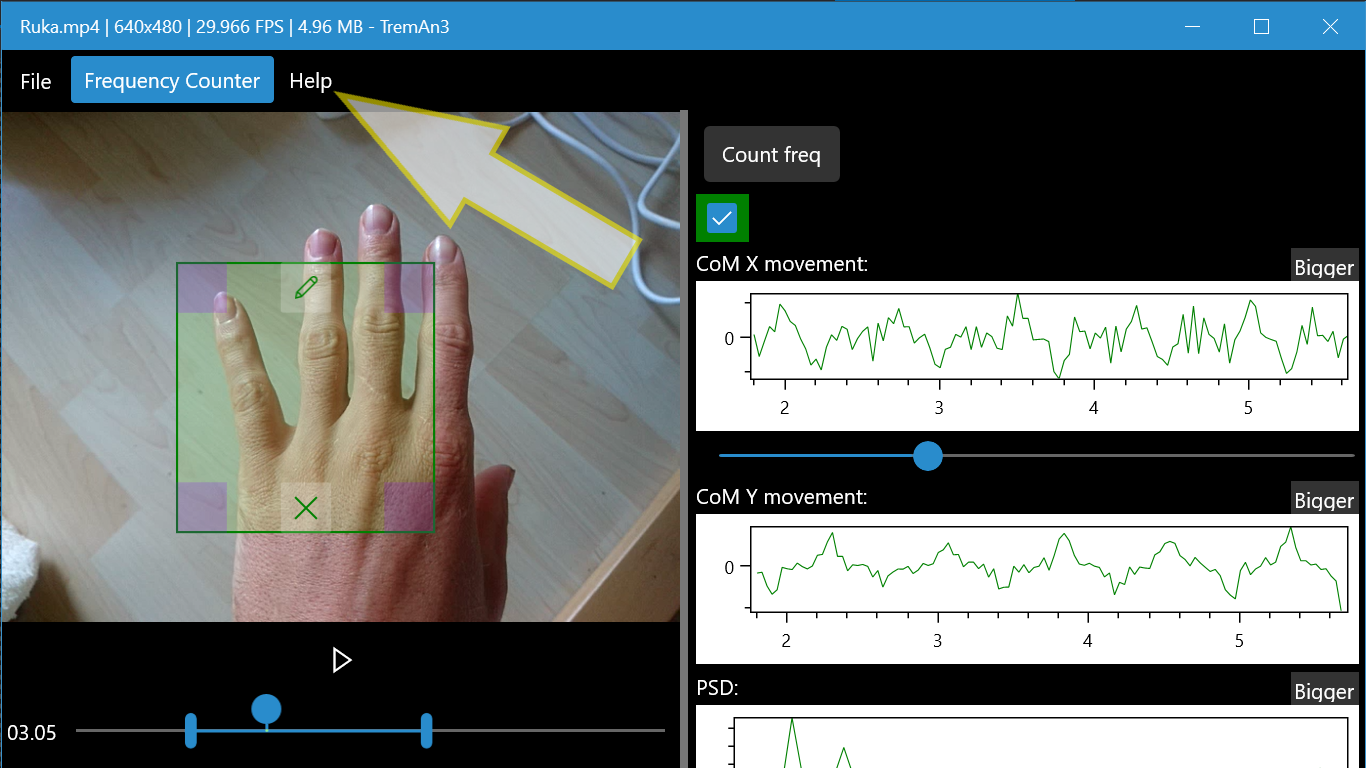 Ruka.mp4 | 640x480 | 29.966 FPS | 4.96 MB - TremAn3
File Frequency Counter Help
Count freq
CoM X movement: Bigger
0
2 3 4 5
CoM Y movement: Bigger
0
2 3 4 5
PSD: Bigger
03.05